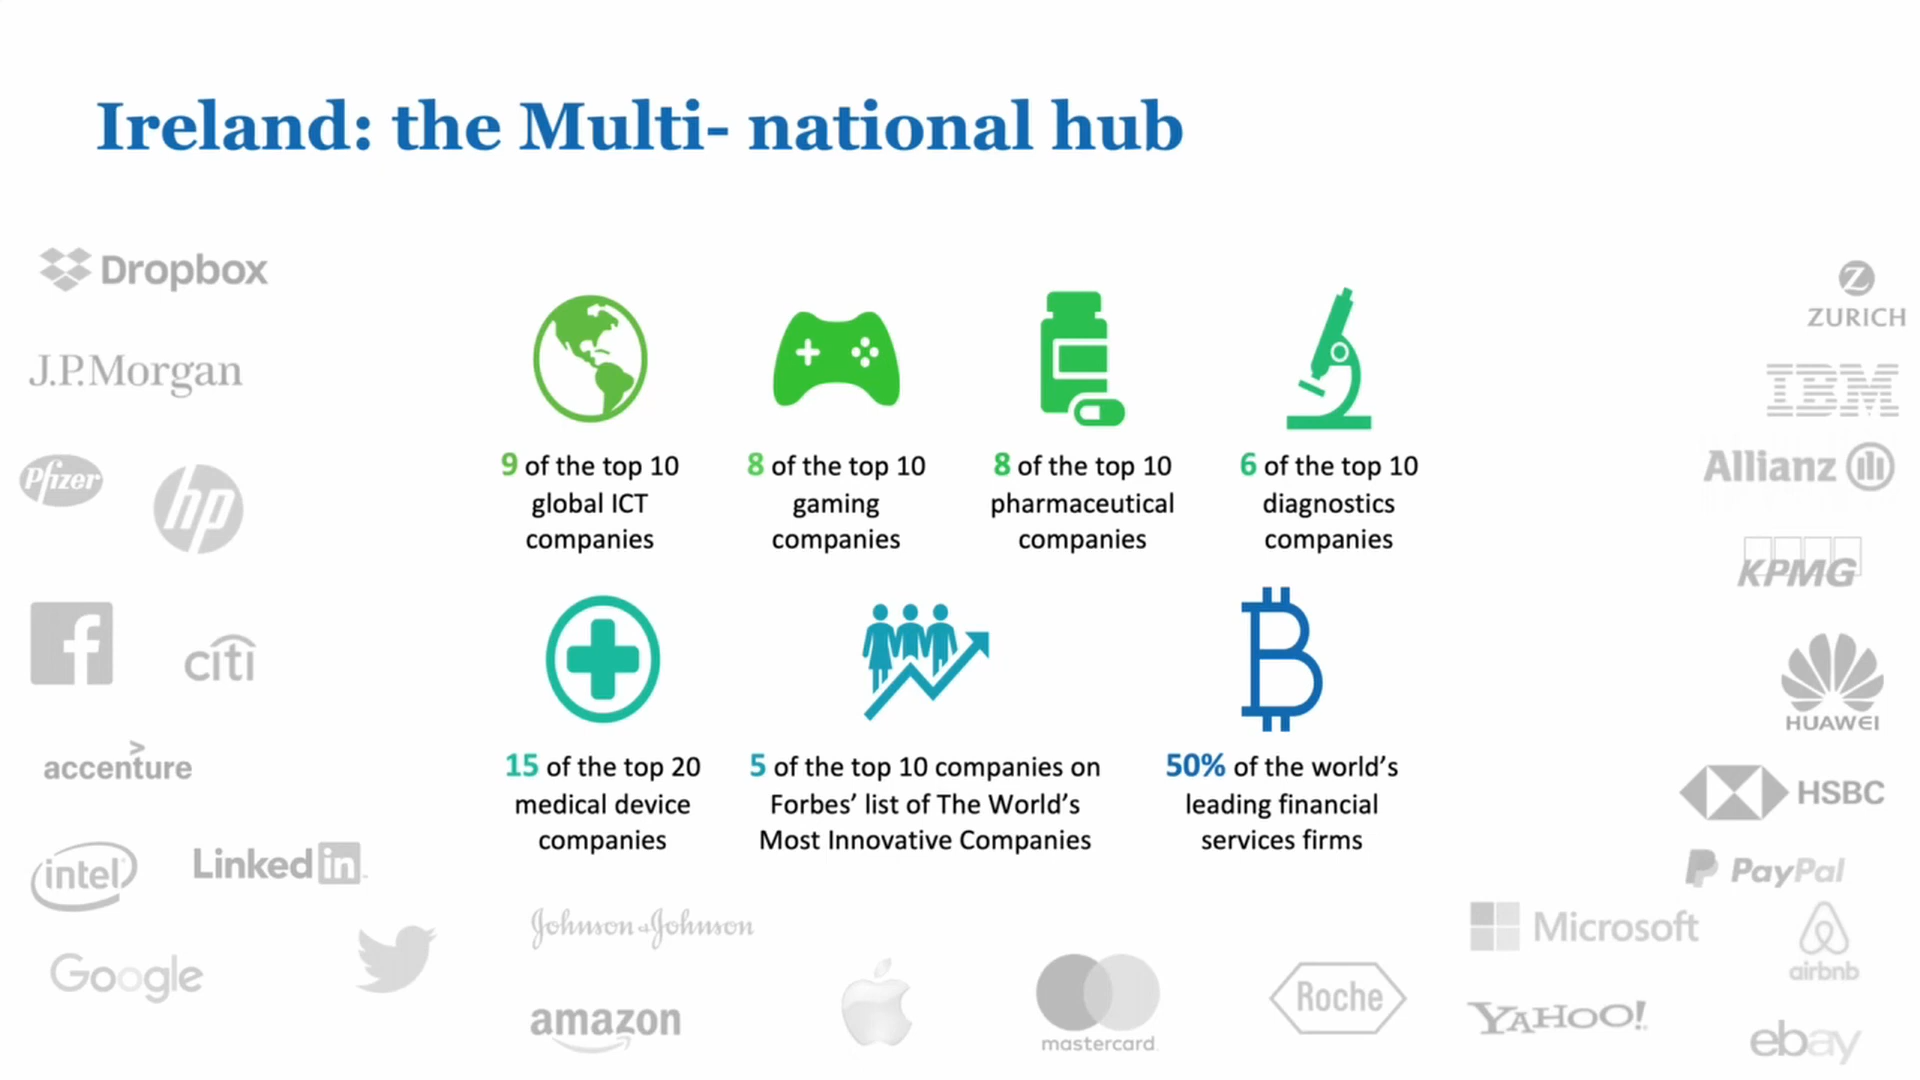 Ireland: the Multi- national hub
Dropbox
J.P.Morgan
Pfizer
hp
f
citi
accenture
intel
Linked in
Google
9 of the top 10
global ICT
companies
8 of the top 10
gaming
companies
8 of the top 10
pharmaceutical
companies
6 of the top 10
diagnostics
companies
15 of the top 20
medical device
companies
5 of the top 10 companies on
Forbes' list of The World's
Most Innovative Companies
50% of the world's
leading financial
services firms
Johnson & Johnson
amazon
mastercard
Roche
Microsoft
YAHOO!
Z
ZURICH
IBM
Allianz
KPMG
HUAWEI
HSBC
PayPal
airbnb
ebay